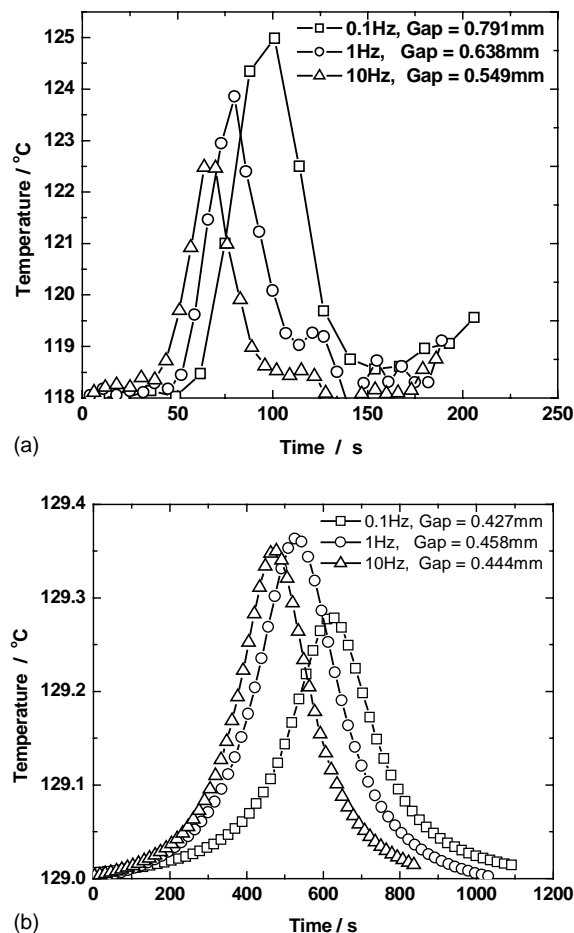 0.1Hz, Gap = 0.791mm
1Hz, Gap = 0.638mm
10Hz, Gap = 0.549mm
125
124
123
122
121
120
119
118
Temperature / °C
0 50 100 150 200 250
Time / s
(a)
0.1Hz, Gap = 0.427mm
1Hz, Gap = 0.458mm
10Hz, Gap = 0.444mm
129.4
129.3
129.2
129.1
129.0
Temperature / °C
0 200 400 600 800 1000 1200
Time / s
(b)